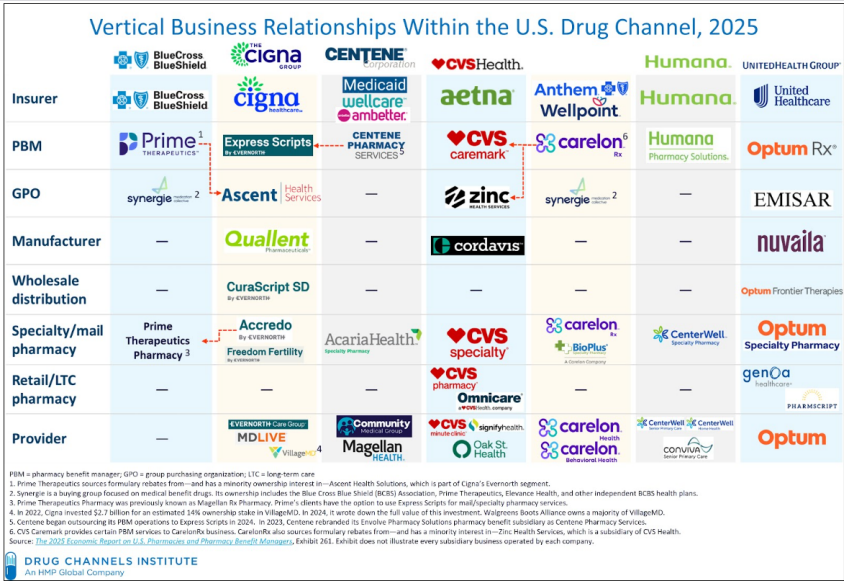 Vertical Business Relationships Within the U.S. Drug Channel, 2025
BlueCross BlueShield THE Cigna GROUP CENTENE Corporation CVSHealth. Humana. UNITEDHEALTH GROUP
Insurer
BlueCross BlueShield
cigna healthcare
Medicaid
wellcare
ambetter.
aetna
Anthem
Wellpoint
Humana
United Healthcare
PBM
Prime THERAPEUTICS 1
Express Scripts
By EVERNORTH
CENTENE
PHARMACY
SERVICES 5
CVS
caremark
carelon Rx 6
Humana
Pharmacy Solutions.
Optum Rx
GPO
synergie medication collective 2
Ascent Health Services
—
zinc
HEALTH SERVICES
synergie medication collective 2
—
EMISAR
Manufacturer
—
Quallent
Pharmaceuticals
—
cordavis
—
—
nuvaila
Wholesale
distribution
—
CuraScript SD
By EVERNORTH
—
—
—
—
Optum Frontier Therapies
Specialty/mail
pharmacy
Prime
Therapeutics
Pharmacy 3
Accredo
By EVERNORTH
Freedom Fertility
By EVERNORTH
AcariaHealth
Specialty Pharmacy
CVS
specialty
carelon Rx
BioPlus
Specialty Pharmacy
A Carelon Company
CenterWell
Specialty Pharmacy
Optum
Specialty Pharmacy
Retail/LTC
pharmacy
—
—
—
CVS
pharmacy
Omnicare
a CVSHealth. company
—
—
genoa
healthcare
PHARMSCRIPT
Provider
—
EVERNORTH Care Group
MDLIVE
VillageMD 4
Community
Medical Group
Magellan
HEALTH.
CVS
minute clinic
signifyhealth.
Oak St.
Health
carelon
Health
carelon
Behavioral Health
CenterWell
Senior Primary Care
CenterWell
Home Health
CONVIVA
Senior Primary Care
Optum
PBM = pharmacy benefit manager; GPO = group purchasing organization; LTC = long-term care
1. Prime Therapeutics sources formulary rebates from—and has a minority ownership interest in—Ascent Health Solutions, which is part of Cigna's Evernorth segment.
2. Synergie is a buying group focused on medical benefit drugs. Its ownership includes the Blue Cross Blue Shield (BCBS) Association, Prime Therapeutics, Elevance Health, and other independent BCBS health plans.
3. Prime Therapeutics Pharmacy was previously known as Magellan Rx Pharmacy. Prime's clients have the option to use Express Scripts for mail/specialty pharmacy services.
4. In 2022, Cigna invested $2.7 billion for an estimated 14% ownership stake in VillageMD. In 2024, it wrote down the full value of this investment. Walgreens Boots Alliance owns a majority of VillageMD.
5. Centene began outsourcing its PBM operations to Express Scripts in 2024. In 2023, Centene rebranded its Envolve Pharmacy Solutions pharmacy benefit subsidiary as Centene Pharmacy Services.
6. CVS Caremark provides certain PBM services to CarelonRx business. CarelonRx also sources formulary rebates from—and has a minority interest in—Zinc Health Services, which is a subsidiary of CVS Health.
Source: The 2025 Economic Report on U.S. Pharmacies and Pharmacy Benefit Managers, Exhibit 261. Exhibit does not illustrate every subsidiary business operated by each company.
DRUG CHANNELS INSTITUTE
An HMP Global Company